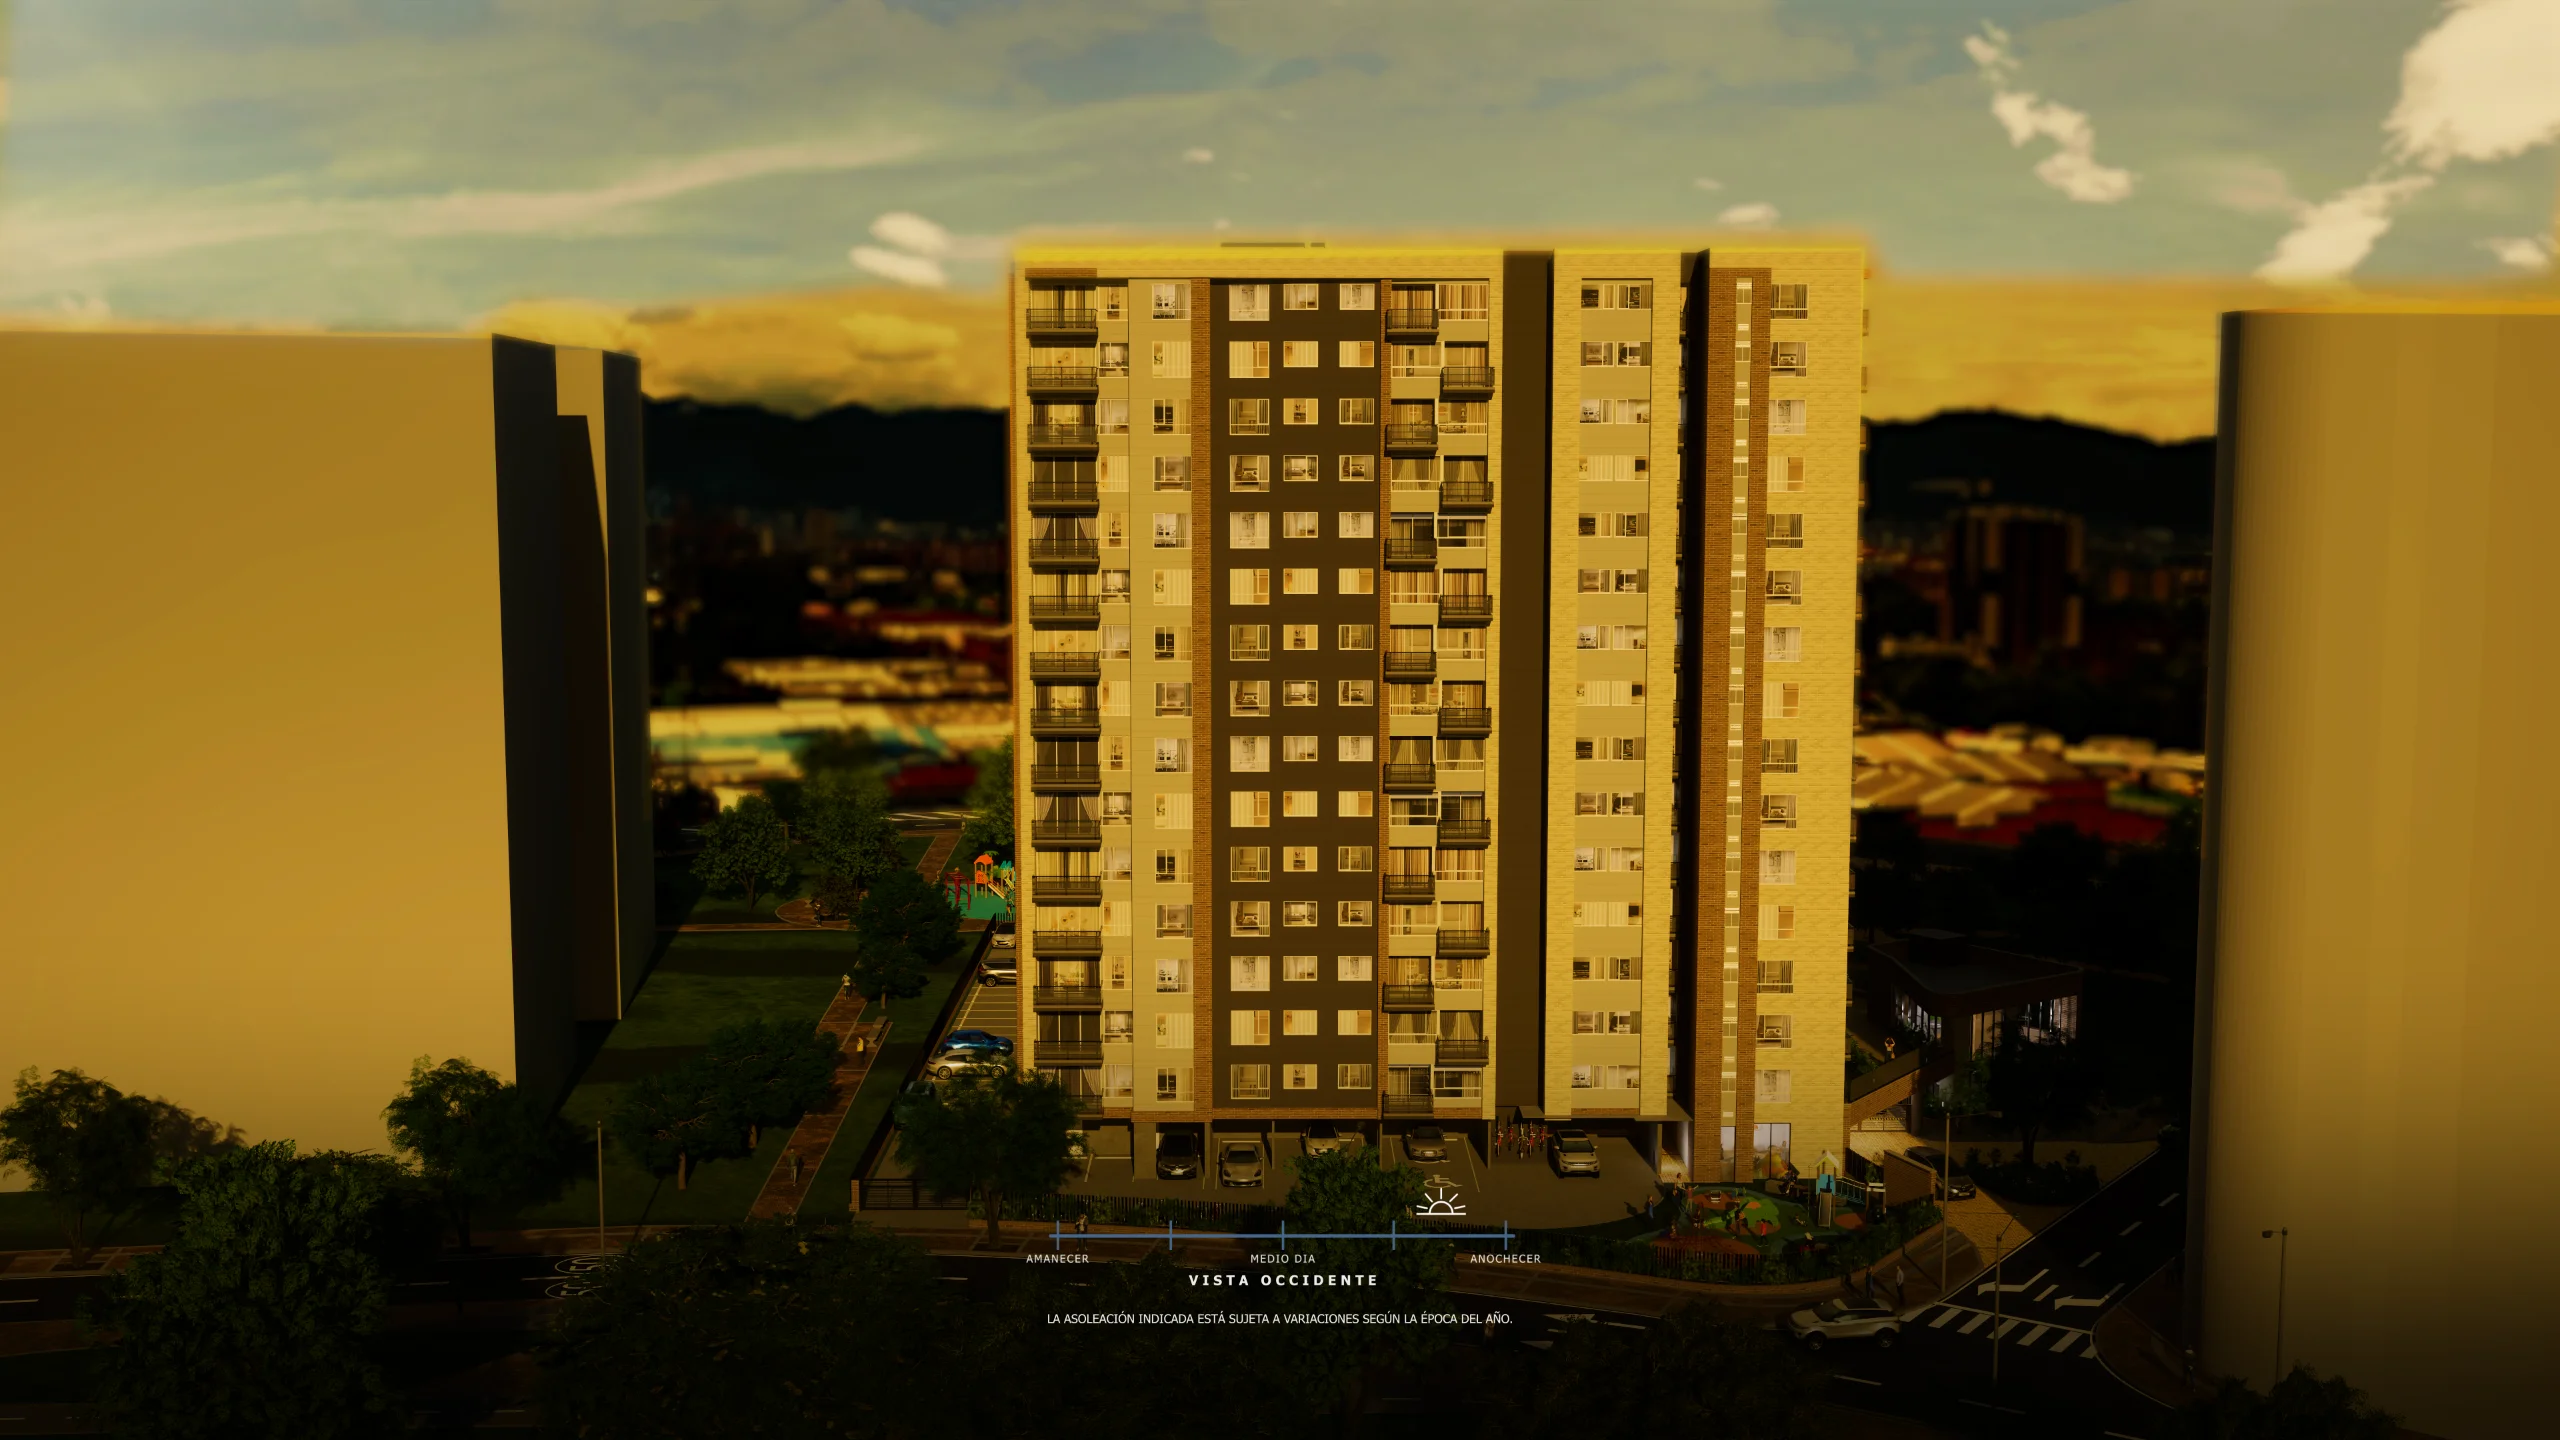 AMANECER MEDIO DIA ANOCHECER
VISTA OCCIDENTE
LA ASOLEACIÓN INDICADA ESTÁ SUJETA A VARIACIONES SEGÚN LA ÉPOCA DEL AÑO.